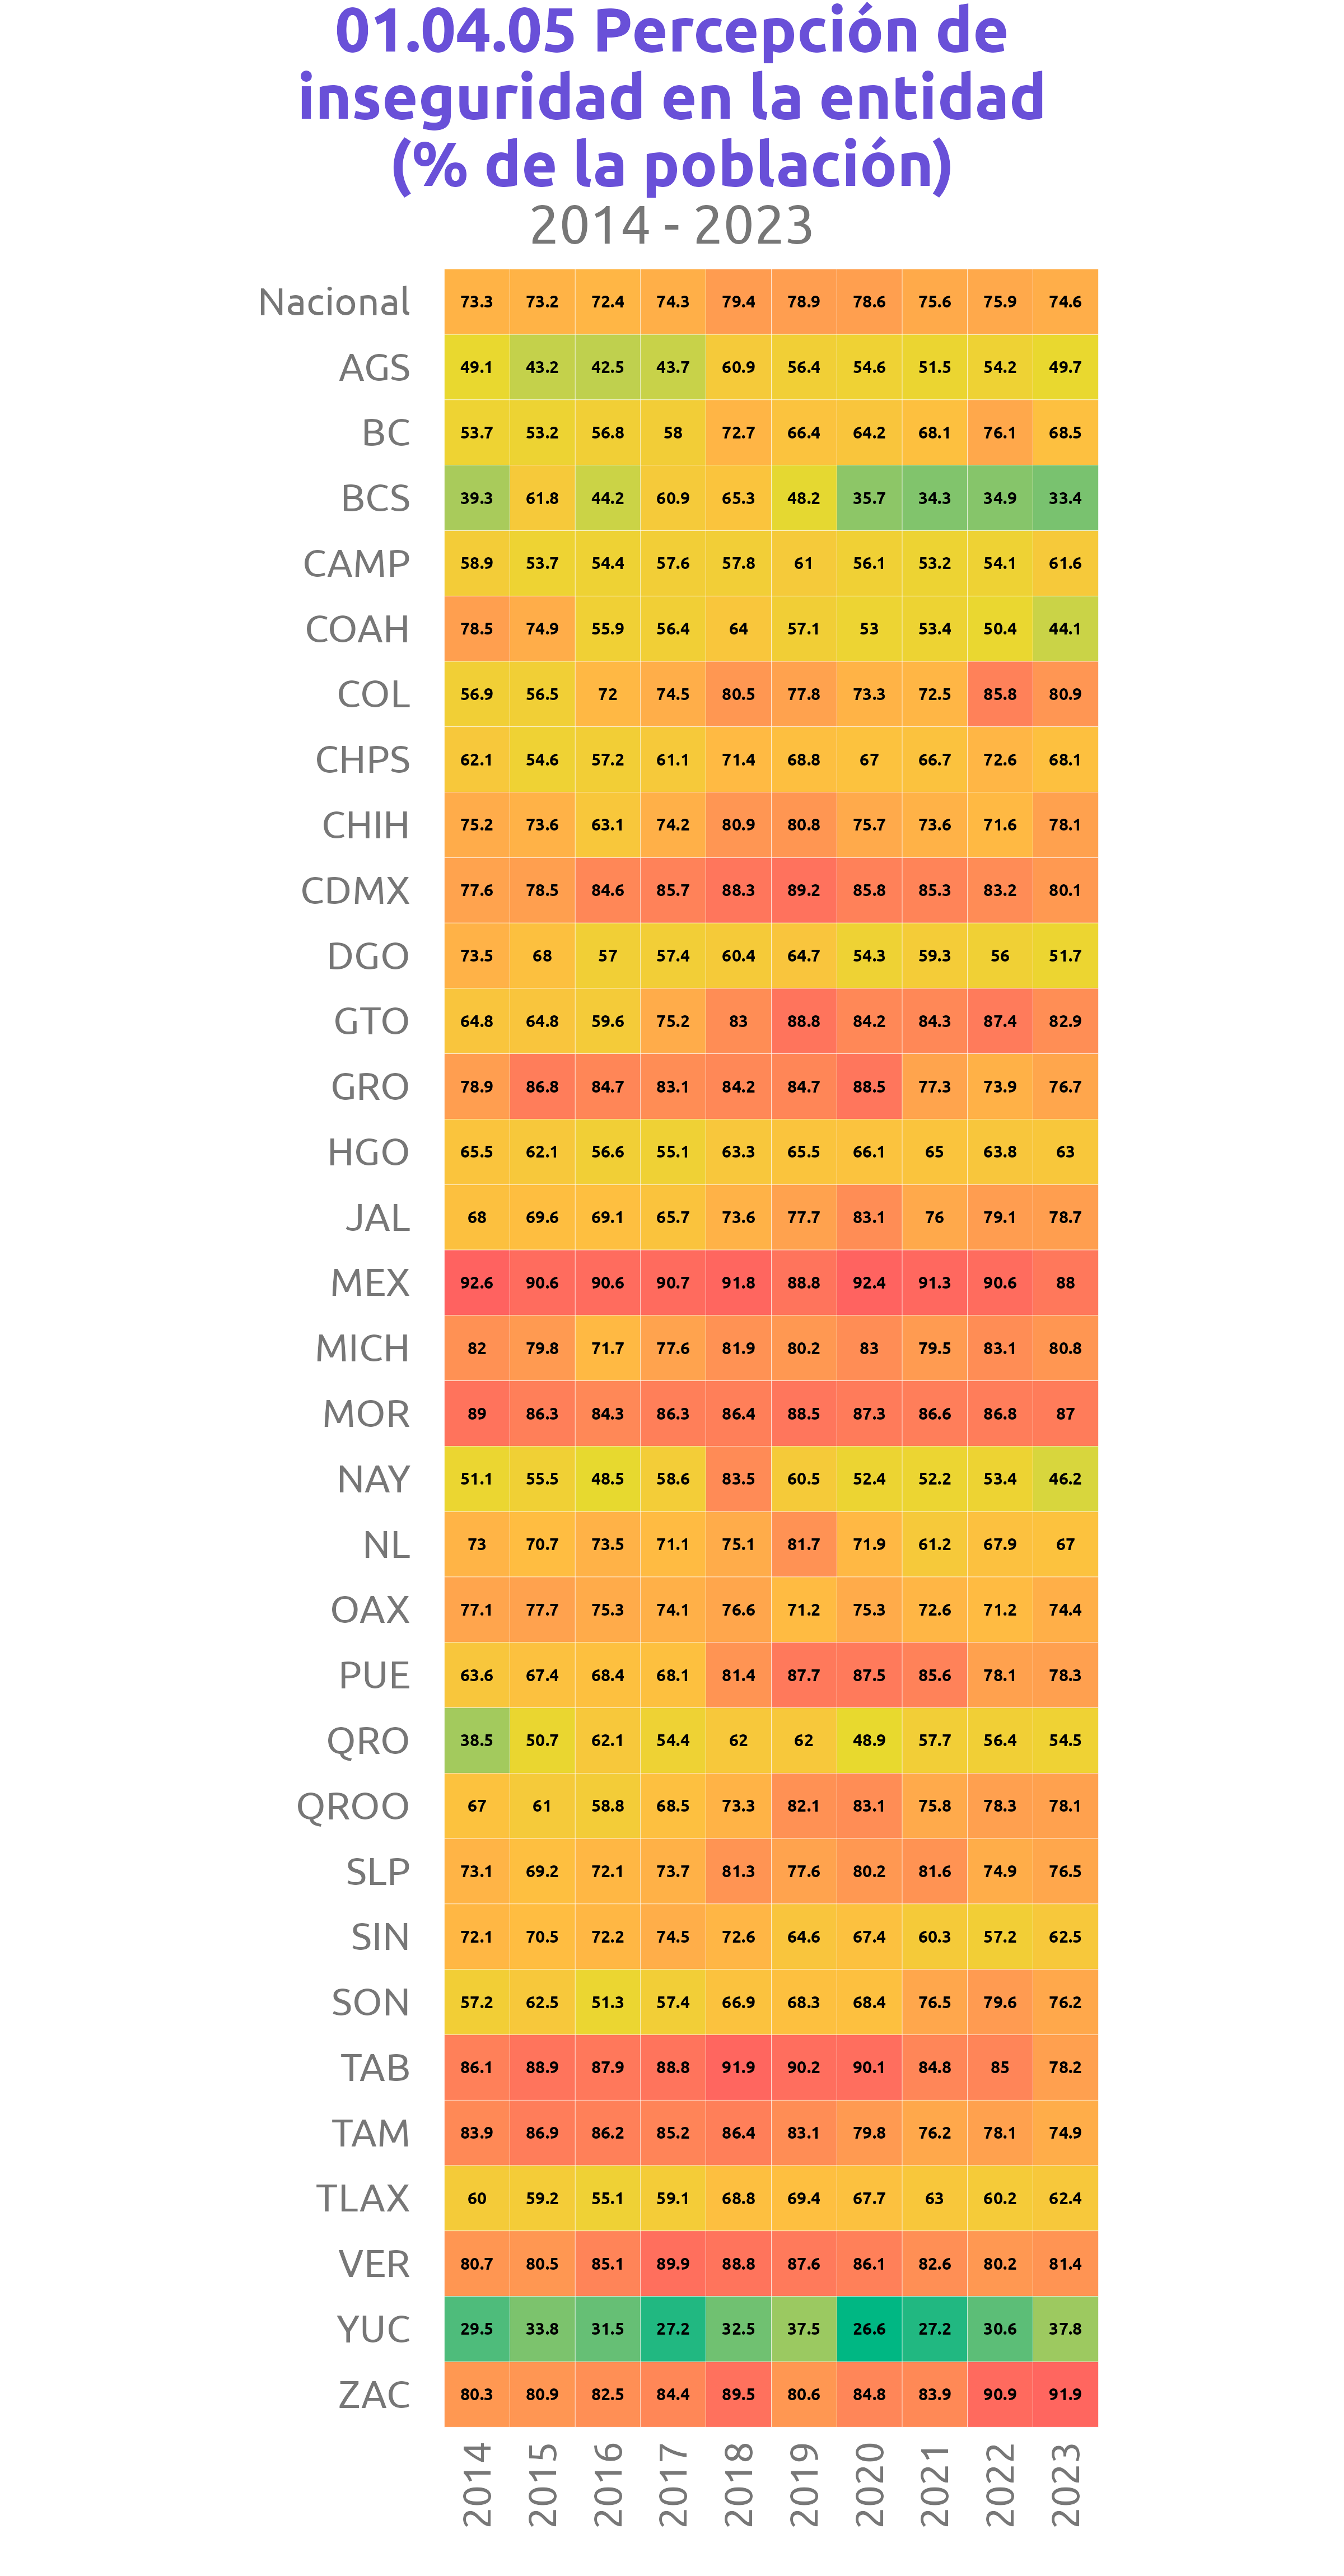 01.04.05 Percepción de
inseguridad en la entidad
(% de la población)
2014 - 2023
Nacional 73.3 73.2 72.4 74.3 79.4 78.9 78.6 75.6 75.9 74.6
AGS 49.1 43.2 42.5 43.7 60.9 56.4 54.6 51.5 54.2 49.7
BC 53.7 53.2 56.8 58 72.7 66.4 64.2 68.1 76.1 68.5
BCS 39.3 61.8 44.2 60.9 65.3 48.2 35.7 34.3 34.9 33.4
CAMP 58.9 53.7 54.4 57.6 57.8 61 56.1 53.2 54.1 61.6
COAH 78.5 74.9 55.9 56.4 64 57.1 53 53.4 50.4 44.1
COL 56.9 56.5 72 74.5 80.5 77.8 73.3 72.5 85.8 80.9
CHPS 62.1 54.6 57.2 61.1 71.4 68.8 67 66.7 72.6 68.1
CHIH 75.2 73.6 63.1 74.2 80.9 80.8 75.7 73.6 71.6 78.1
CDMX 77.6 78.5 84.6 85.7 88.3 89.2 85.8 85.3 83.2 80.1
DGO 73.5 68 57 57.4 60.4 64.7 54.3 59.3 56 51.7
GTO 64.8 64.8 59.6 75.2 83 88.8 84.2 84.3 87.4 82.9
GRO 78.9 86.8 84.7 83.1 84.2 84.7 88.5 77.3 73.9 76.7
HGO 65.5 62.1 56.6 55.1 63.3 65.5 66.1 65 63.8 63
JAL 68 69.6 69.1 65.7 73.6 77.7 83.1 76 79.1 78.7
MEX 92.6 90.6 90.6 90.7 91.8 88.8 92.4 91.3 90.6 88
MICH 82 79.8 71.7 77.6 81.9 80.2 83 79.5 83.1 80.8
MOR 89 86.3 84.3 86.3 86.4 88.5 87.3 86.6 86.8 87
NAY 51.1 55.5 48.5 58.6 83.5 60.5 52.4 52.2 53.4 46.2
NL 73 70.7 73.5 71.1 75.1 81.7 71.9 61.2 67.9 67
OAX 77.1 77.7 75.3 74.1 76.6 71.2 75.3 72.6 71.2 74.4
PUE 63.6 67.4 68.4 68.1 81.4 87.7 87.5 85.6 78.1 78.3
QRO 38.5 50.7 62.1 54.4 62 62 48.9 57.7 56.4 54.5
QROO 67 61 58.8 68.5 73.3 82.1 83.1 75.8 78.3 78.1
SLP 73.1 69.2 72.1 73.7 81.3 77.6 80.2 81.6 74.9 76.5
SIN 72.1 70.5 72.2 74.5 72.6 64.6 67.4 60.3 57.2 62.5
SON 57.2 62.5 51.3 57.4 66.9 68.3 68.4 76.5 79.6 76.2
TAB 86.1 88.9 87.9 88.8 91.9 90.2 90.1 84.8 85 78.2
TAM 83.9 86.9 86.2 85.2 86.4 83.1 79.8 76.2 78.1 74.9
TLAX 60 59.2 55.1 59.1 68.8 69.4 67.7 63 60.2 62.4
VER 80.7 80.5 85.1 89.9 88.8 87.6 86.1 82.6 80.2 81.4
YUC 29.5 33.8 31.5 27.2 32.5 37.5 26.6 27.2 30.6 37.8
ZAC 80.3 80.9 82.5 84.4 89.5 80.6 84.8 83.9 90.9 91.9
2014 2015 2016 2017 2018 2019 2020 2021 2022 2023